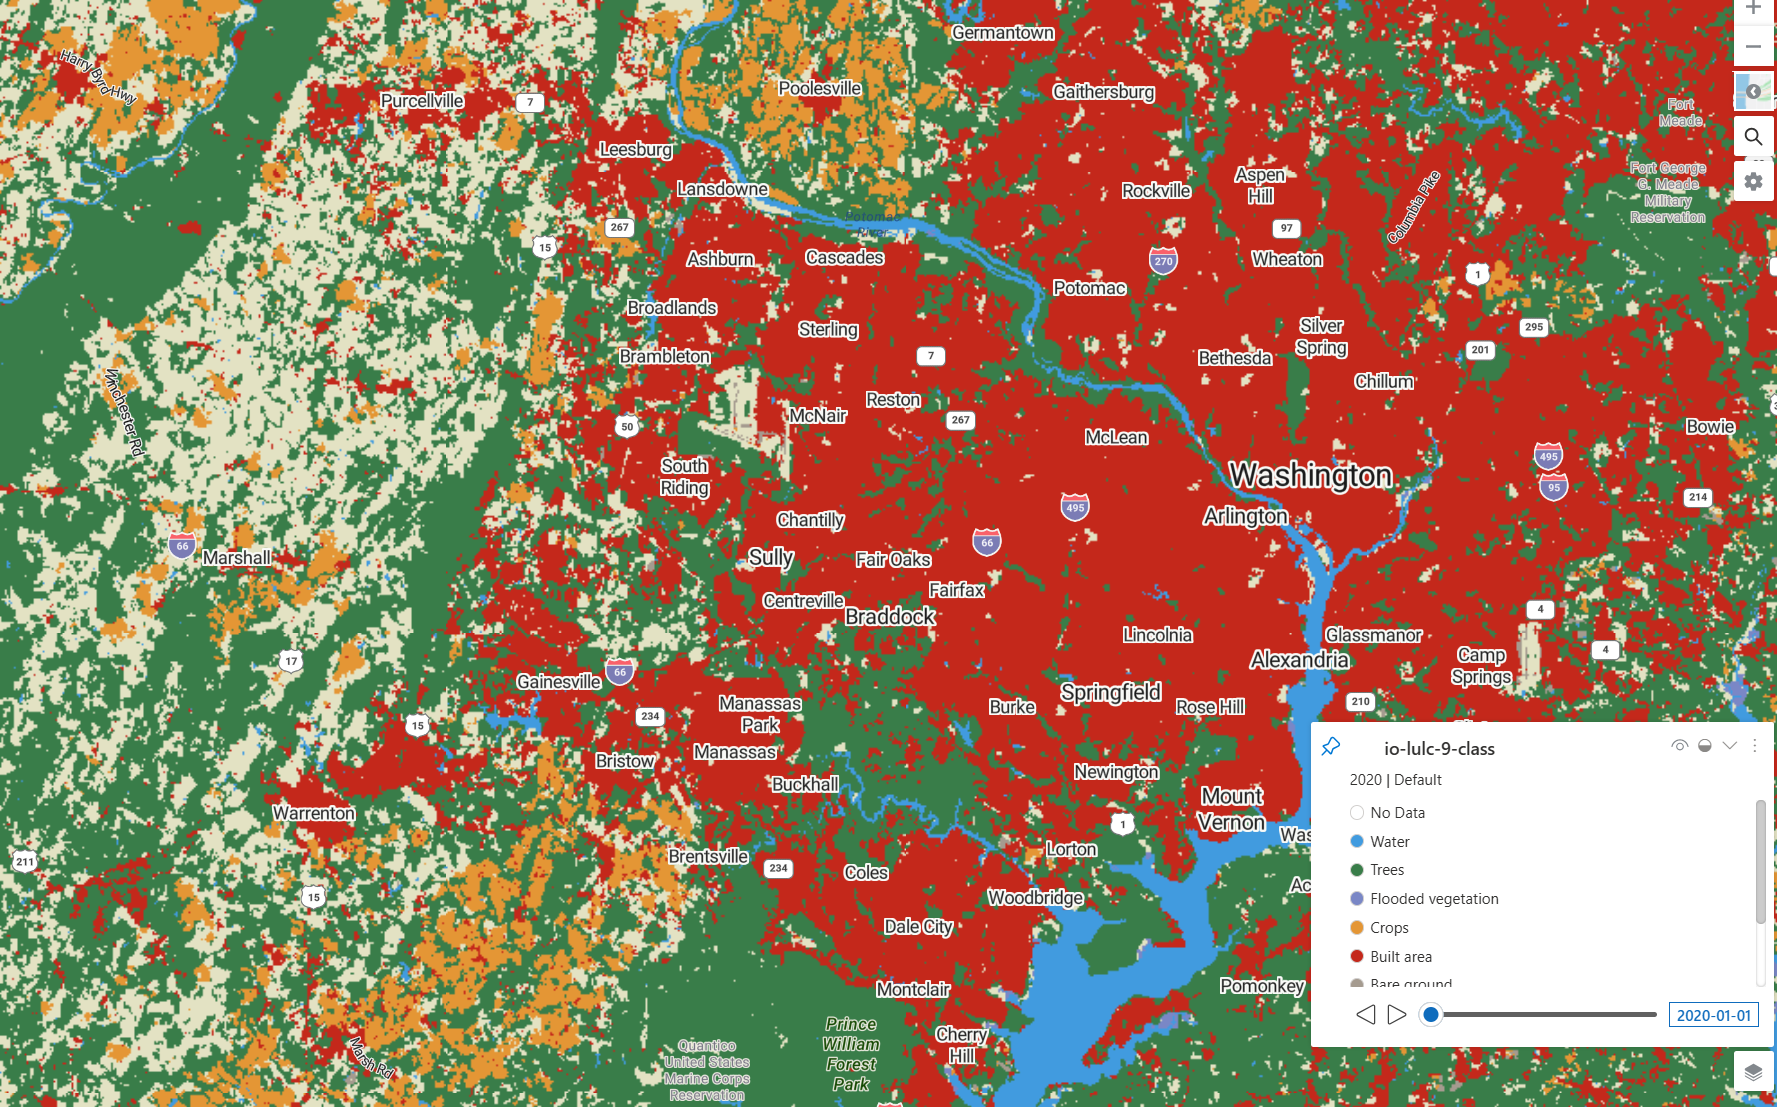 Germantown
Harry Byrd Hwy
Purcellville
7
Poolesville
Gaithersburg
Fort
Meade
Leesburg
Lansdowne
Rockville
Aspen
Hill
Fort George
G. Meade
Military
Reservation
Columbia Pike
Potomac
River
267
15
97
Ashburn
Cascades
270
Wheaton
1
Potomac
Broadlands
Sterling
Silver
Spring
295
Brambleton
7
Bethesda
201
Chillum
Winchester Rd
McNair
Reston
267
50
McLean
Bowie
495
South
Riding
Washington
95
214
495
Arlington
Chantilly
66
Marshall
Sully
Fair Oaks
66
Fairfax
Centreville
Braddock
4
Lincolnia
Glassmanor
4
17
Alexandria
Camp
Springs
Gainesville
66
Springfield
Manassas
Park
Burke
Rose Hill
210
234
15
Manassas
Bristow
Newington
Buckhall
Mount
Vernon
Warrenton
1
Was
211
Brentsville
Lorton
234
Coles
Ac
15
Woodbridge
Dale City
Montclair
Pomonkey
Prince
William
Forest
Park
Cherry
Hill
Marsh Rd
Quantico
United States
Marine Corps
Reservation
io-lulc-9-class
2020 | Default
No Data
Water
Trees
Flooded vegetation
Crops
Built area
Bare ground
2020-01-01